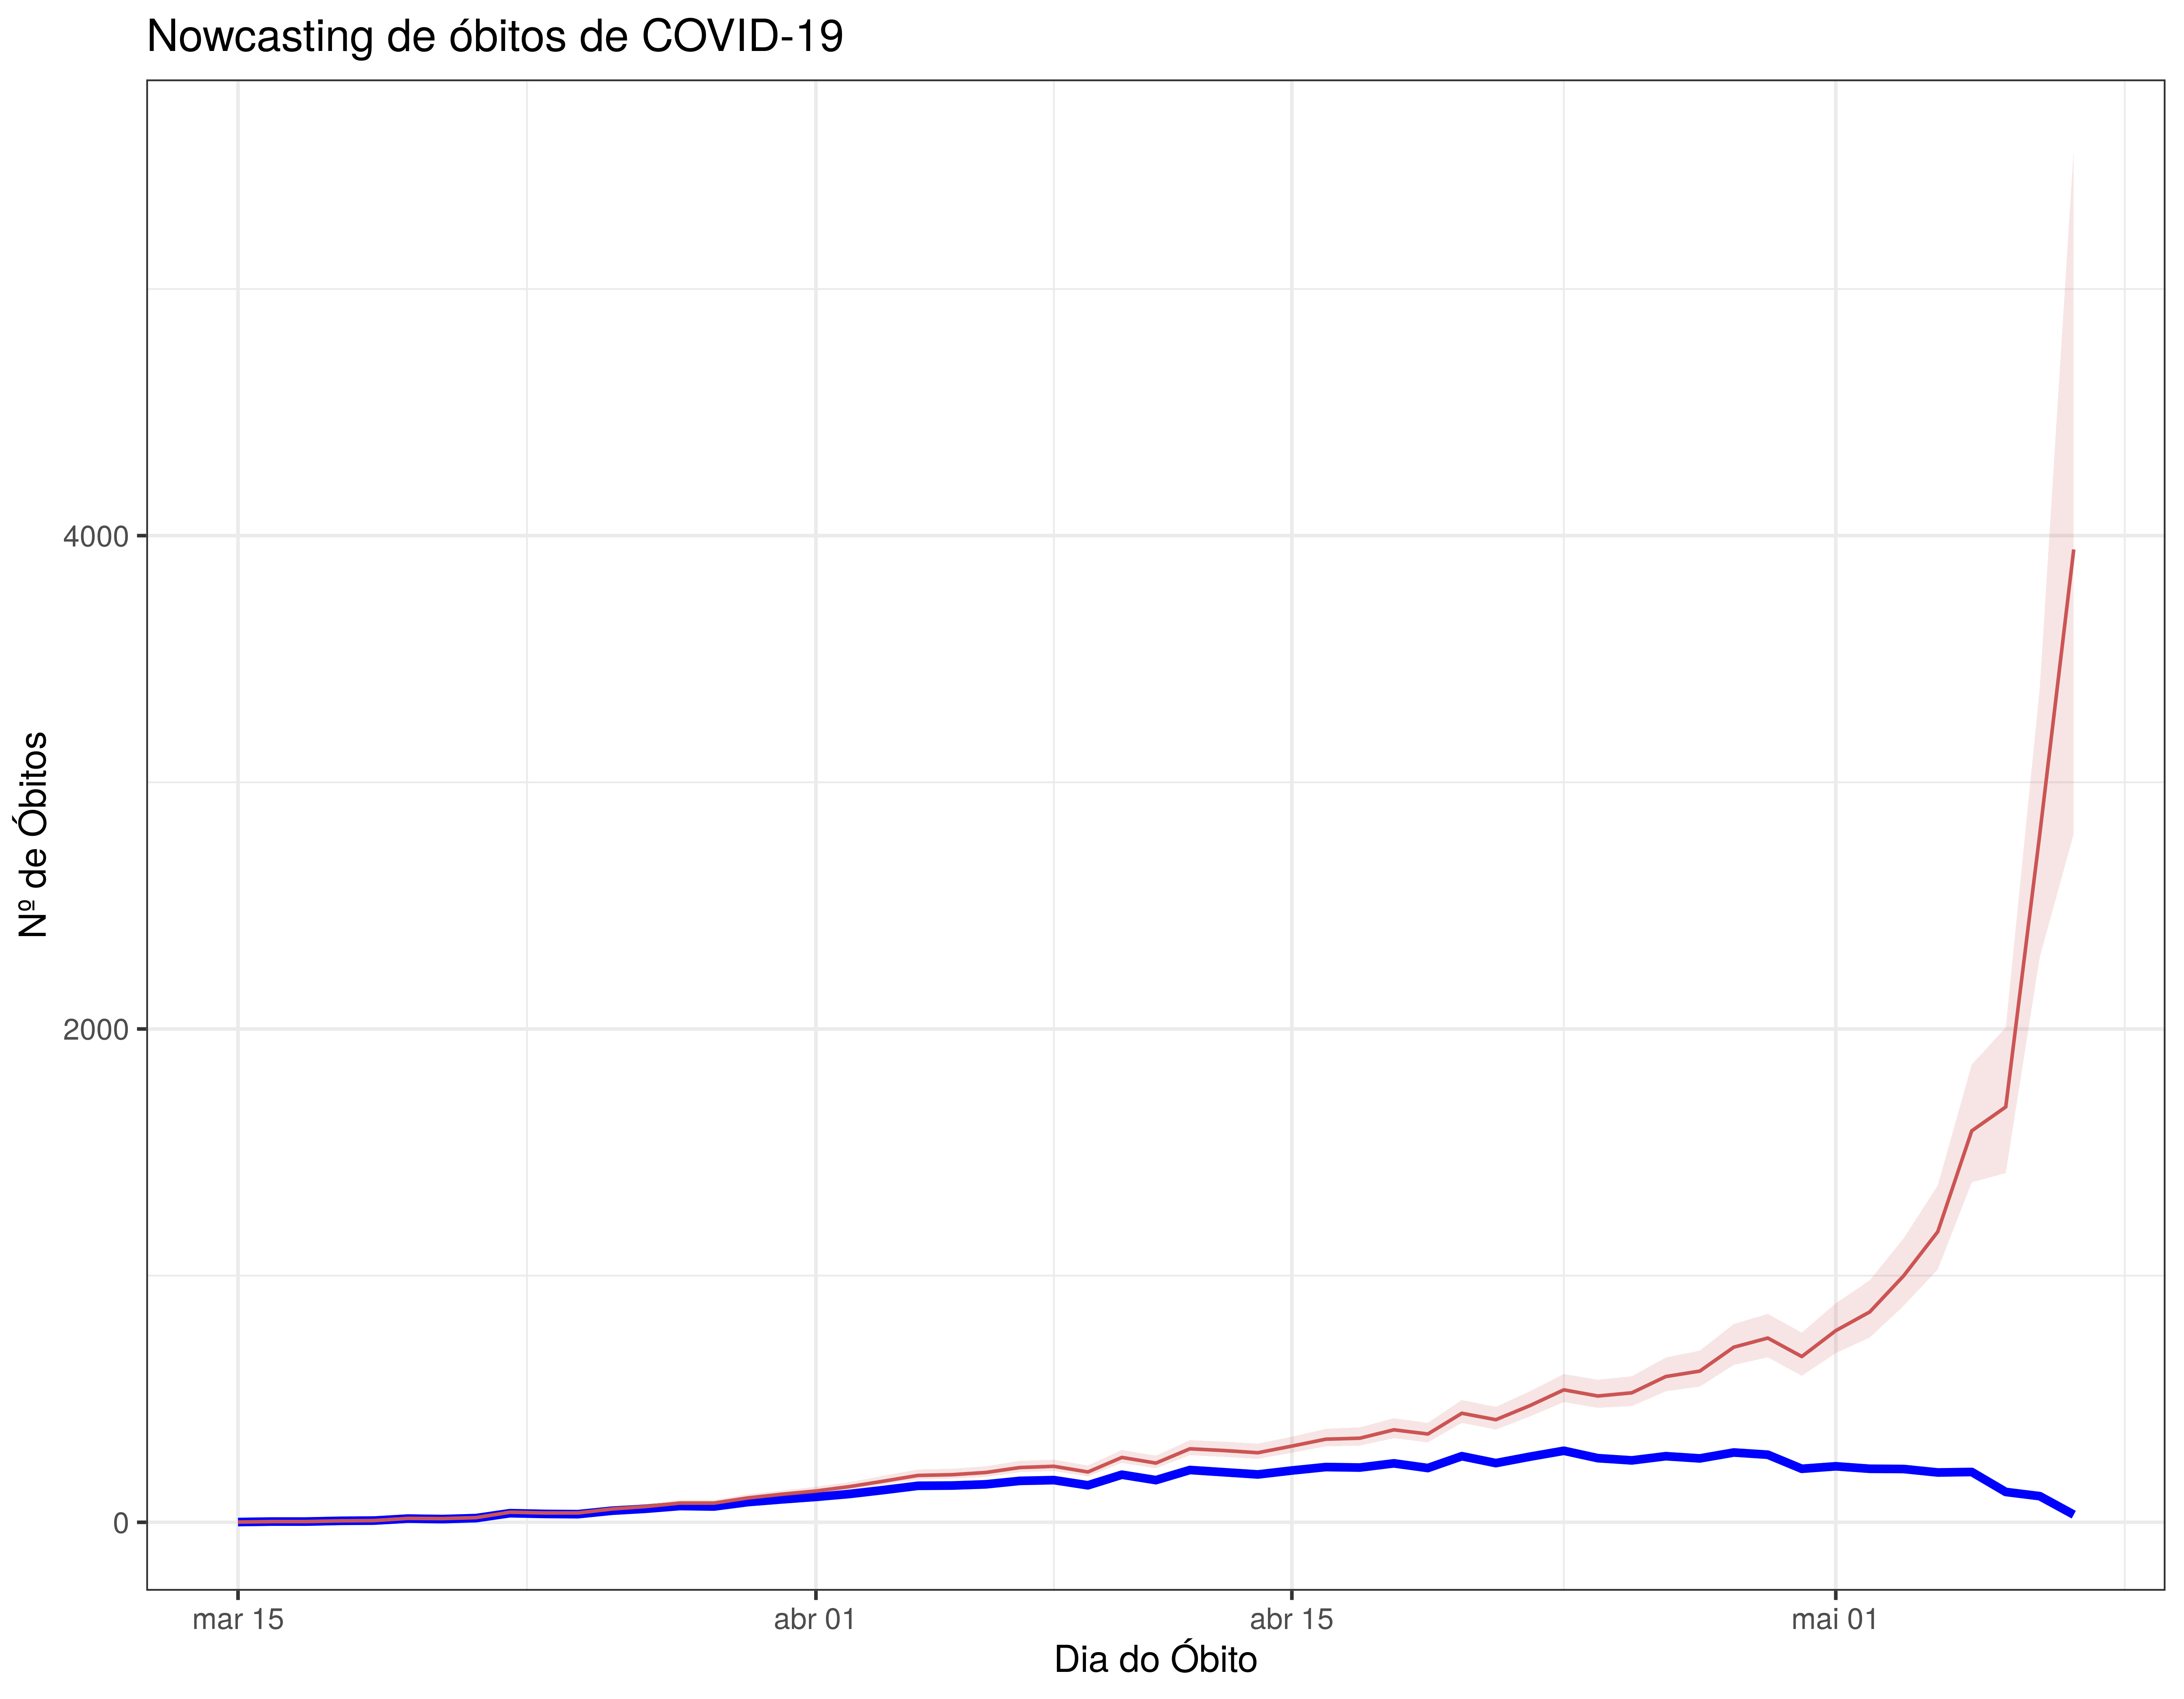 Nowcasting de óbitos de COVID-19
Nº de Óbitos
4000
2000
0
mar 15
abr 01
abr 15
mai 01
Dia do Óbito